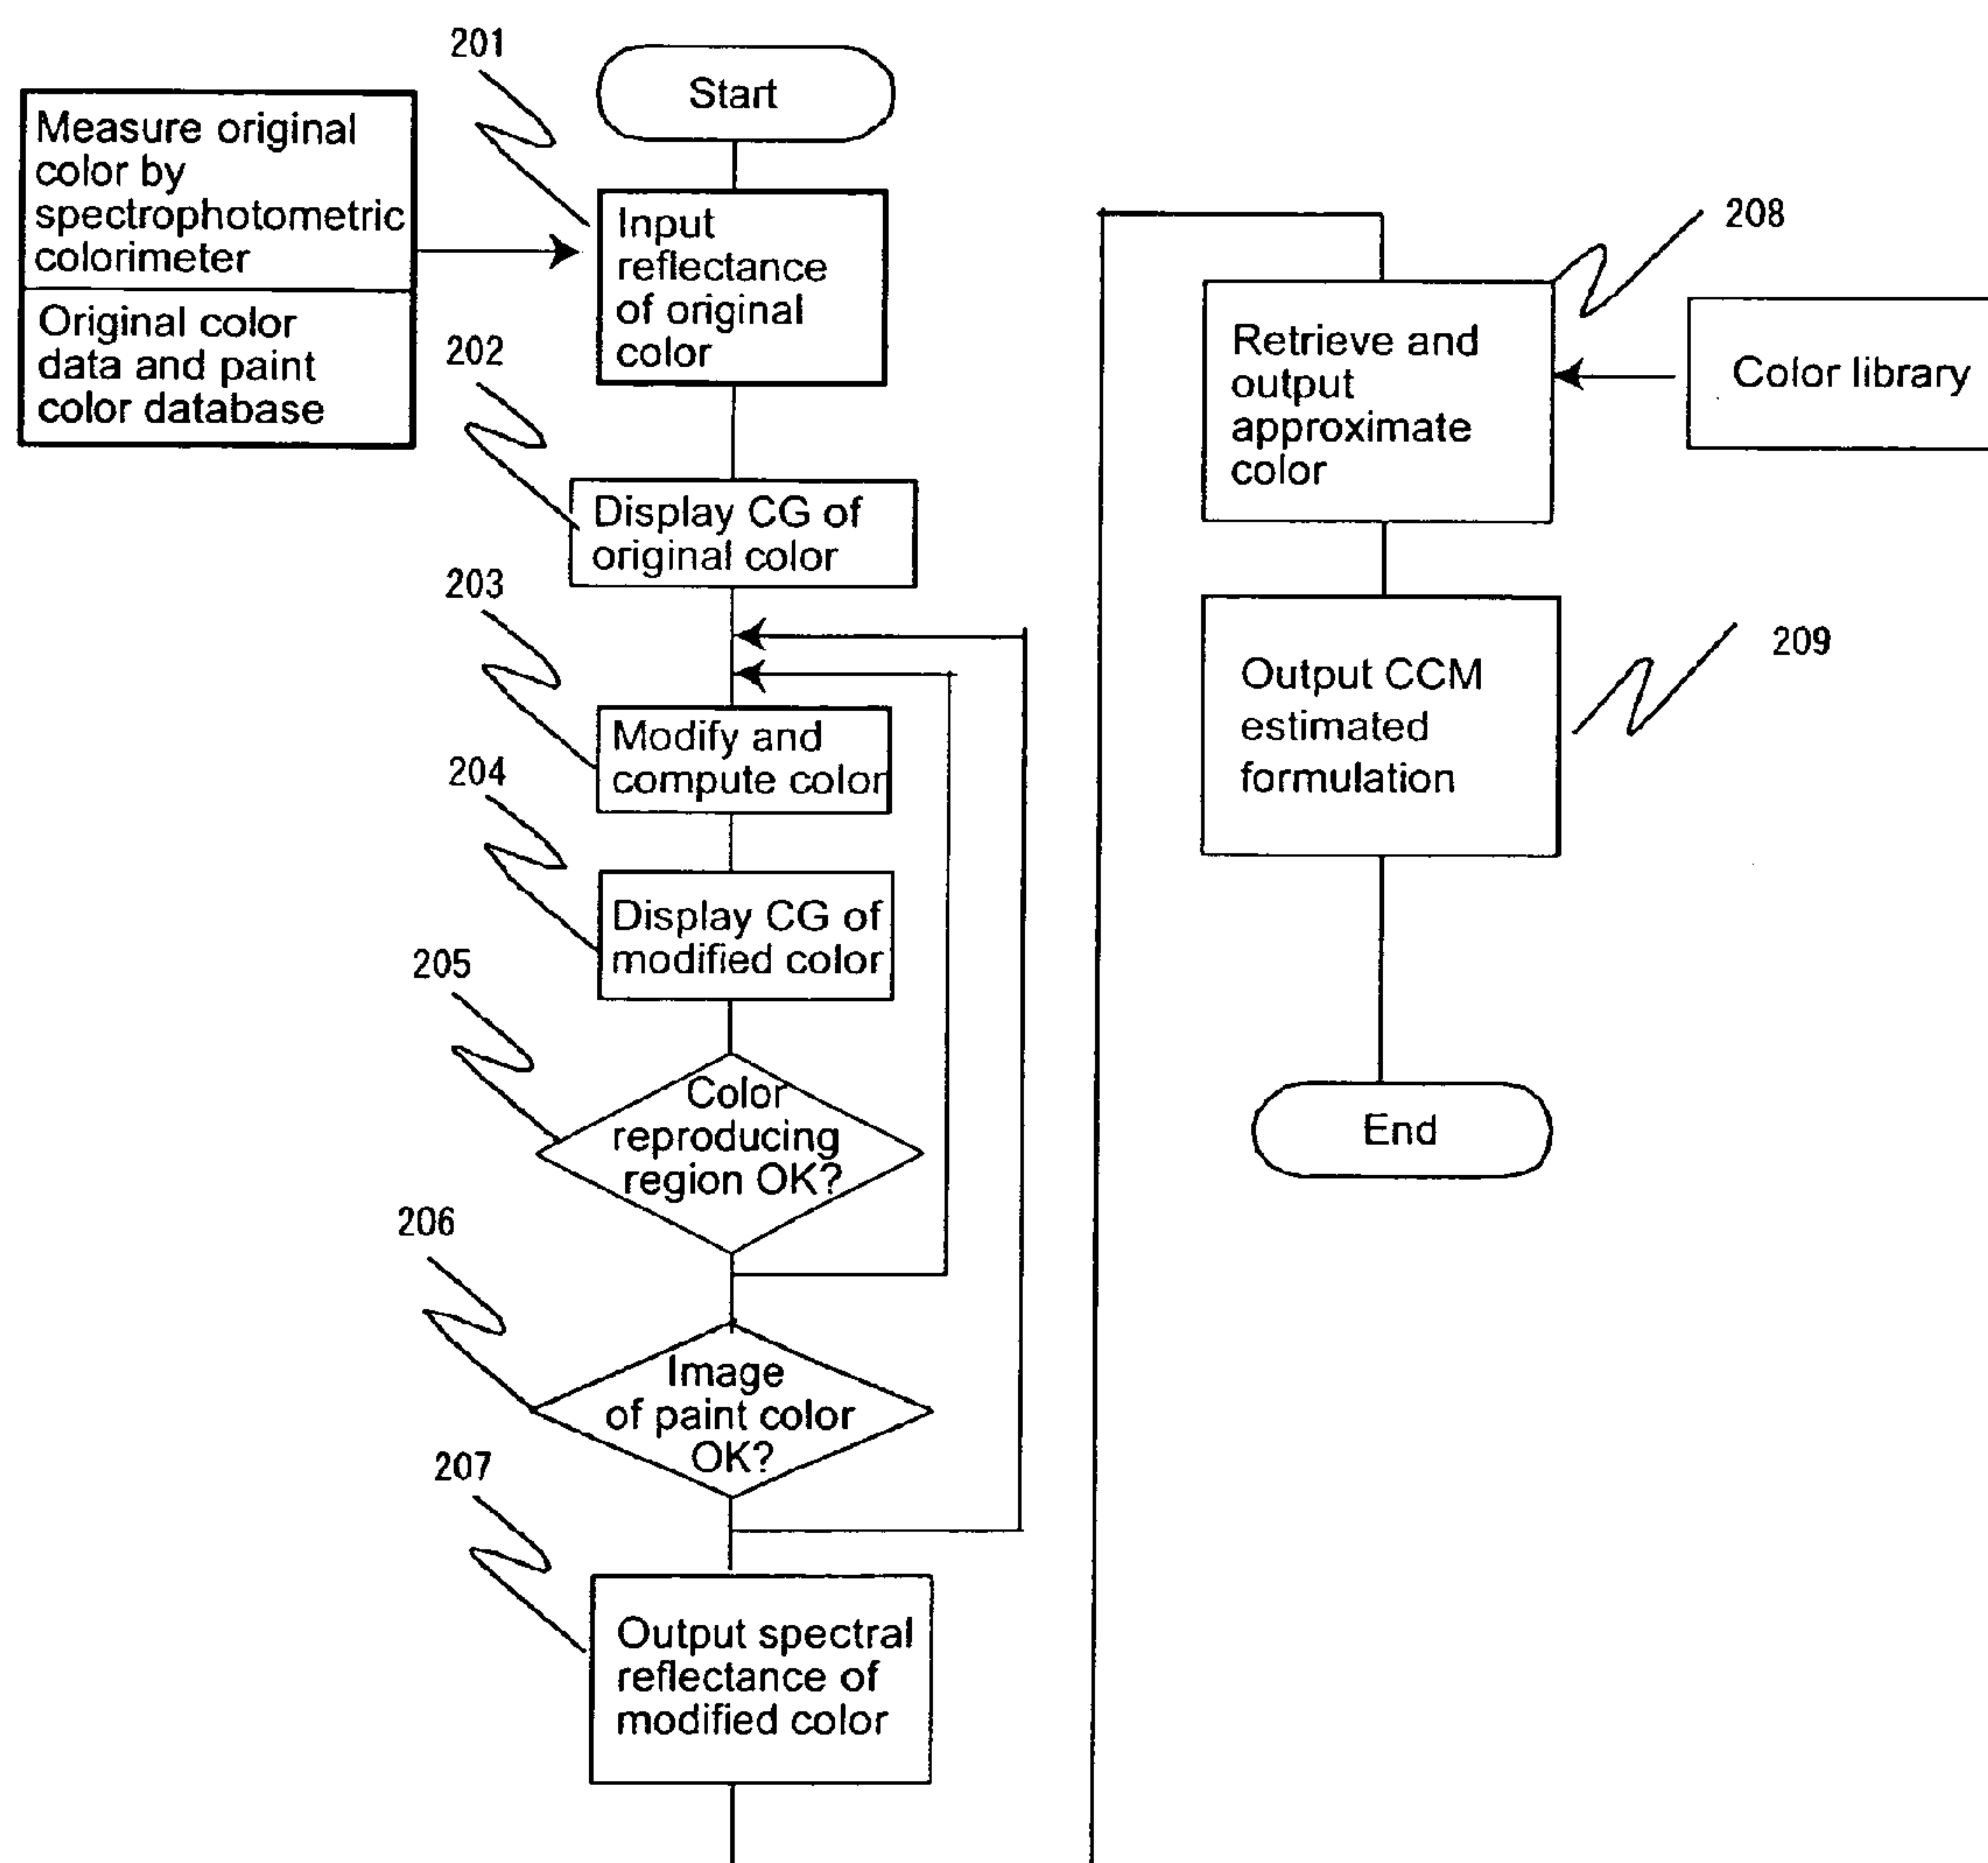 201
Start
Measure original
color by
spectrophotometric
colorimeter
Original color
data and paint
color database
Input
reflectance
of original
color
202
Display CG of
original color
203
Modify and
compute color
204
Display CG of
modified color
205
Color
reproducing
region OK?
206
Image
of paint color
OK?
207
Output spectral
reflectance of
modified color
208
Retrieve and
output
approximate
color
Color library
209
Output CCM
estimated
formulation
End